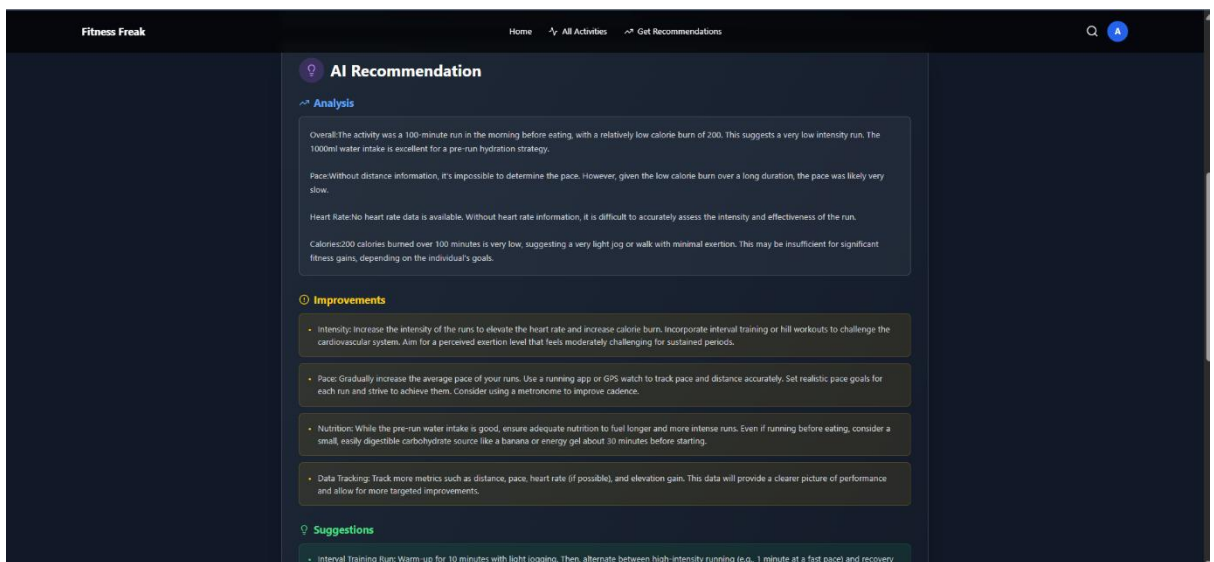 Fitness Freak
Home
All Activities
Get Recommendations
A
AI Recommendation
Analysis
Overall:The activity was a 100-minute run in the morning before eating, with a relatively low calorie burn of 200. This suggests a very low intensity run. The
1000ml water intake is excellent for a pre-run hydration strategy.
Pace:Without distance information, it's impossible to determine the pace. However, given the low calorie burn over a long duration, the pace was likely very
slow.
Heart Rate:No heart rate data is available. Without heart rate information, it is difficult to accurately assess the intensity and effectiveness of the run.
Calories:200 calories burned over 100 minutes is very low, suggesting a very light jog or walk with minimal exertion. This may be insufficient for significant
fitness gains, depending on the individual's goals.
Improvements
• Intensity: Increase the intensity of the runs to elevate the heart rate and increase calorie burn. Incorporate interval training or hill workouts to challenge the
cardiovascular system. Aim for a perceived exertion level that feels moderately challenging for sustained periods.
• Pace: Gradually increase the average pace of your runs. Use a running app or GPS watch to track pace and distance accurately. Set realistic pace goals for
each run and strive to achieve them. Consider using a metronome to improve cadence.
• Nutrition: While the pre-run water intake is good, ensure adequate nutrition to fuel longer and more intense runs. Even if running before eating, consider a
small, easily digestible carbohydrate source like a banana or energy gel about 30 minutes before starting.
• Data Tracking: Track more metrics such as distance, pace, heart rate (if possible), and elevation gain. This data will provide a clearer picture of performance
and allow for more targeted improvements.
Suggestions
• Interval Training Run: Warm-up for 10 minutes with light jogging. Then, alternate between high-intensity running (e.g., 1 minute at a fast pace) and recovery